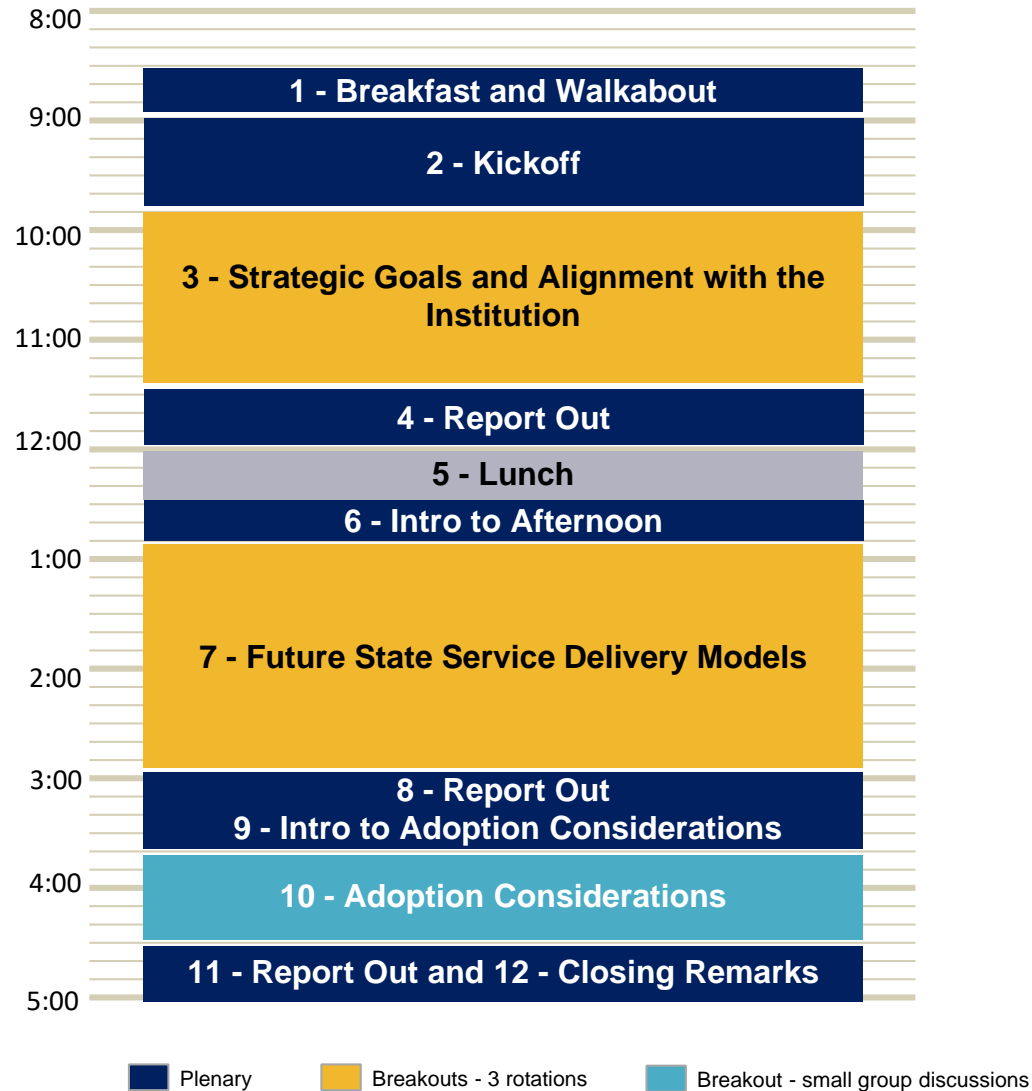 8:00
1 - Breakfast and Walkabout
9:00
2 - Kickoff
10:00
3 - Strategic Goals and Alignment with the
Institution
11:00
4 - Report Out
12:00
5 - Lunch
6 - Intro to Afternoon
1:00
7 - Future State Service Delivery Models
2:00
3:00
8 - Report Out
9 - Intro to Adoption Considerations
4:00
10 - Adoption Considerations
11 - Report Out and 12 - Closing Remarks
5:00
Plenary
Breakouts - 3 rotations
Breakout - small group discussions